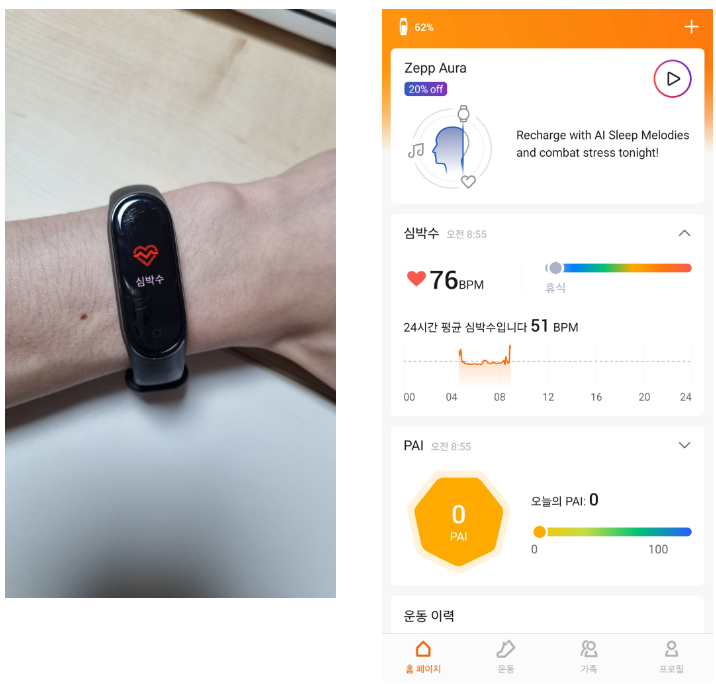 심박수
62%
Zepp Aura
20% off
Recharge with AI Sleep Melodies
and combat stress tonight!
심박수 오전 8:55
76BPM
휴식
24시간 평균 심박수입니다 51 BPM
00 04 08 12 16 20 24
PAI 오전 8:55
0
PAI
오늘의 PAI: 0
0 100
운동 이력
홈 페이지 운동 가족 프로필